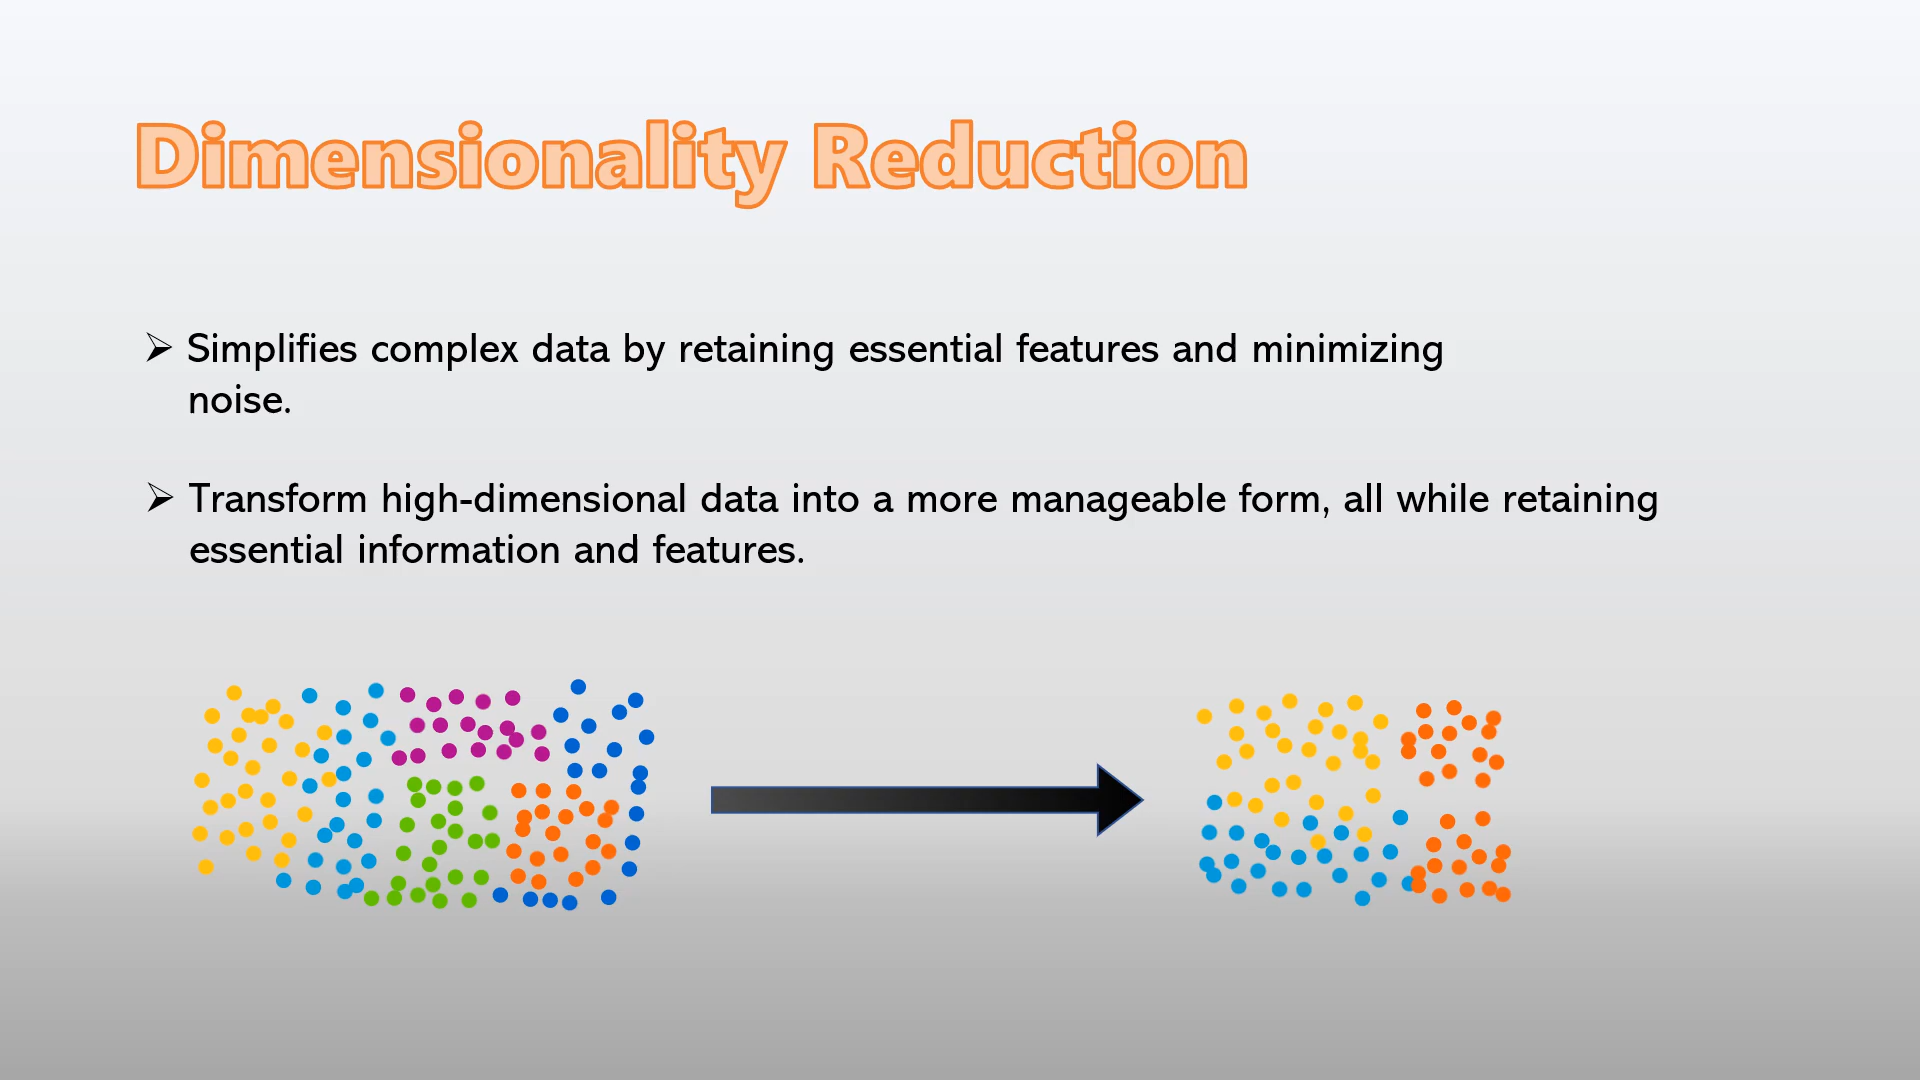 Dimensionality Reduction
➢ Simplifies complex data by retaining essential features and minimizing
noise.
➢ Transform high-dimensional data into a more manageable form, all while retaining
essential information and features.